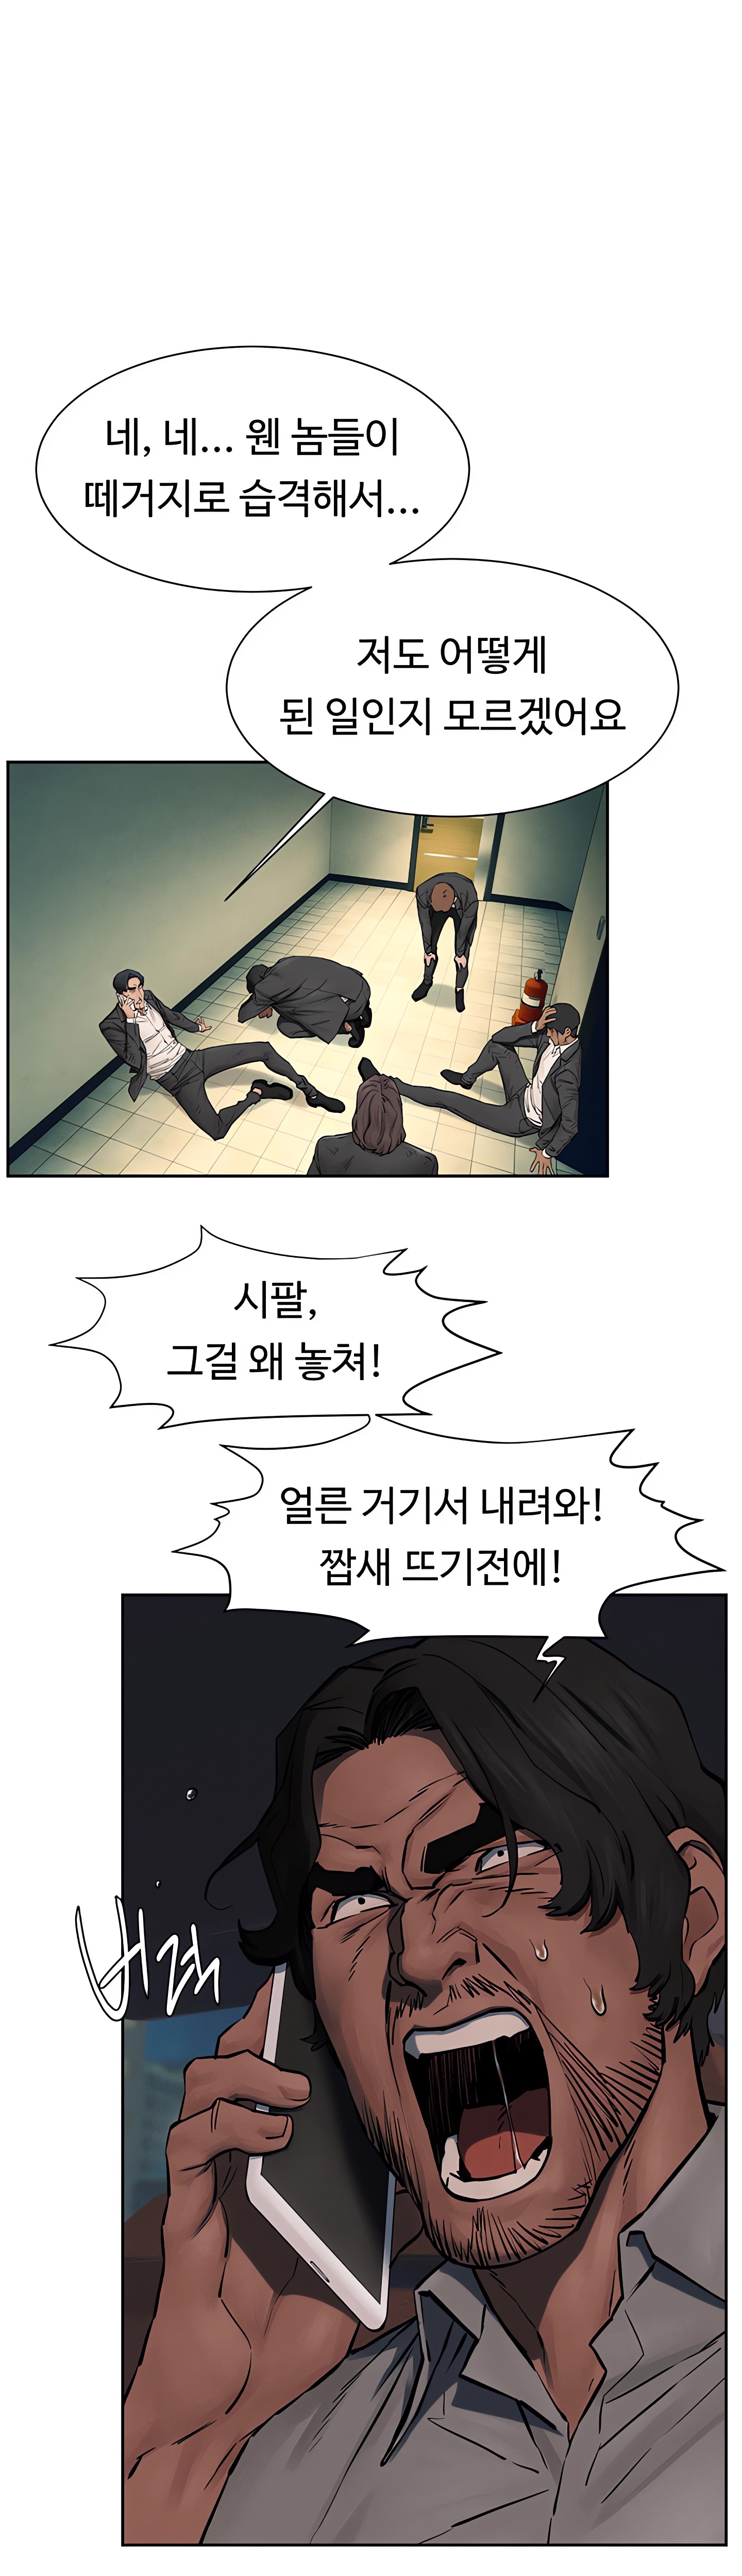 네, 네... 웬 놈들이
떼거지로 습격해서...
저도 어떻게
된 일인지 모르겠어요
시팔,
그걸 왜 놓쳐!
얼른 거기서 내려와!
짭새 뜨기전에!
버럭